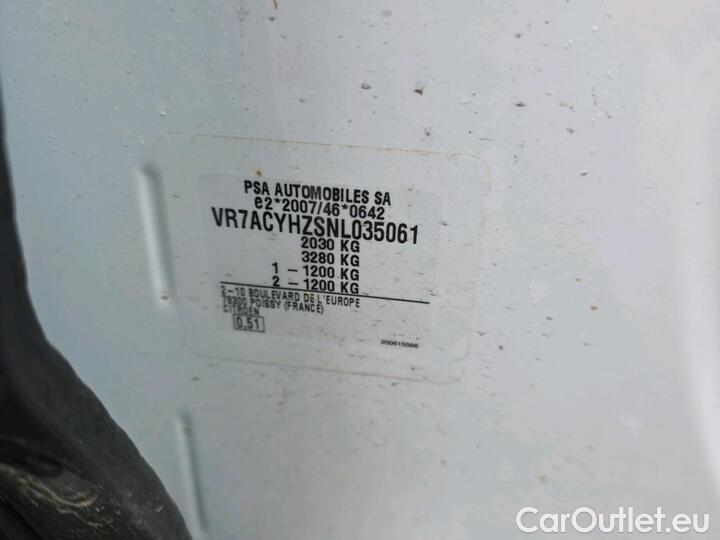 PSA AUTOMOBILES SA
e2*2007/46*0642
VR7ACYHZSNL035061
2030 KG
3280 KG
1 – 1200 KG
2 – 1200 KG
2–10 BOULEVARD DE L'EUROPE
78300 POISSY (FRANCE)
CITROEN
0.51
200615566
CarOutlet.eu